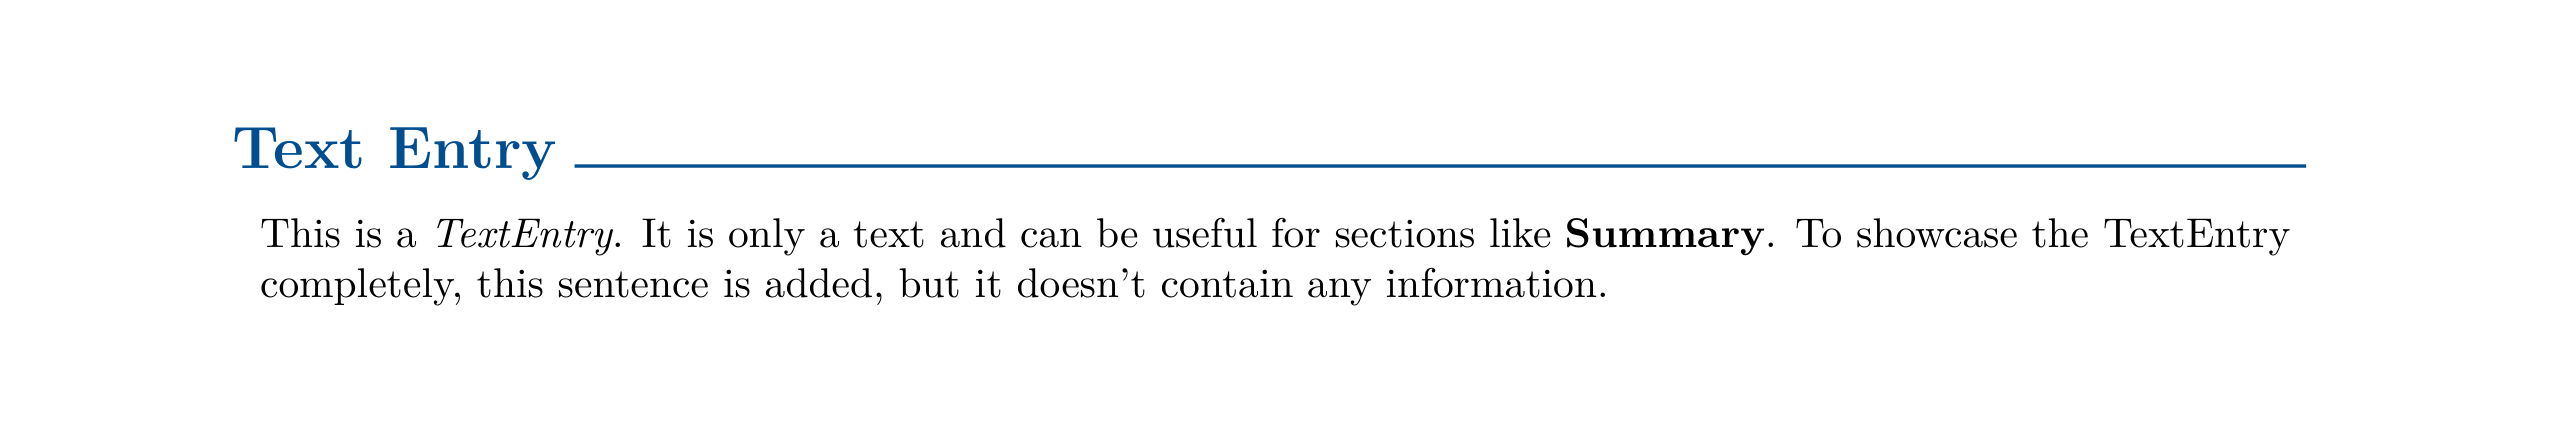 Text Entry
This is a TextEntry. It is only a text and can be useful for sections like Summary. To showcase the TextEntry
completely, this sentence is added, but it doesn’t contain any information.